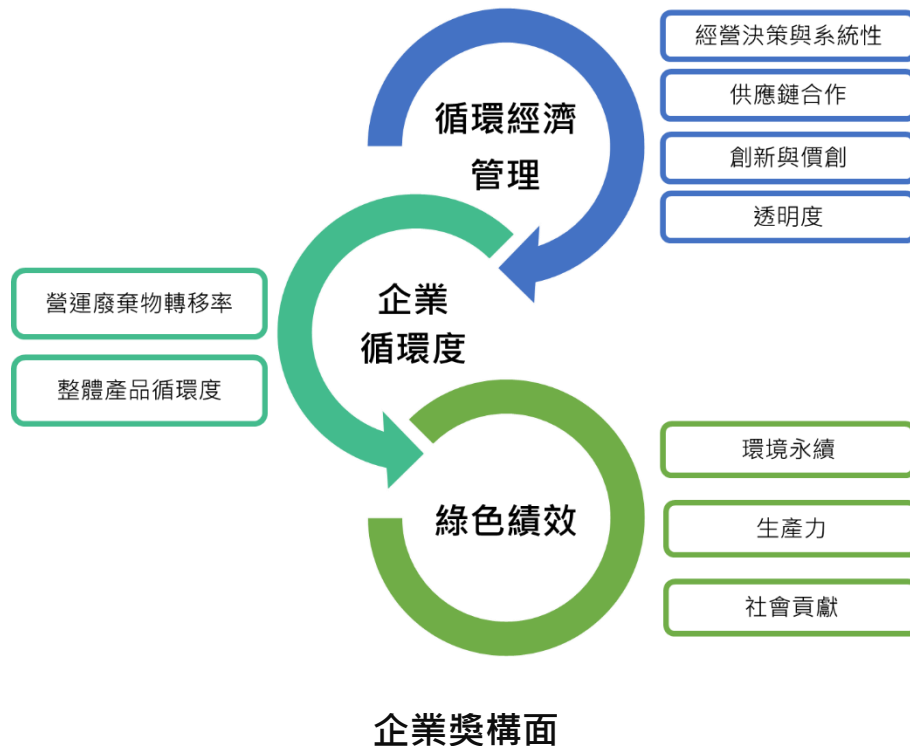 循環經濟
管理
經營決策與系統性
供應鏈合作
創新與價創
透明度
企業
循環度
營運廢棄物轉移率
整體產品循環度
綠色績效
環境永續
生產力
社會貢獻
企業獎構面